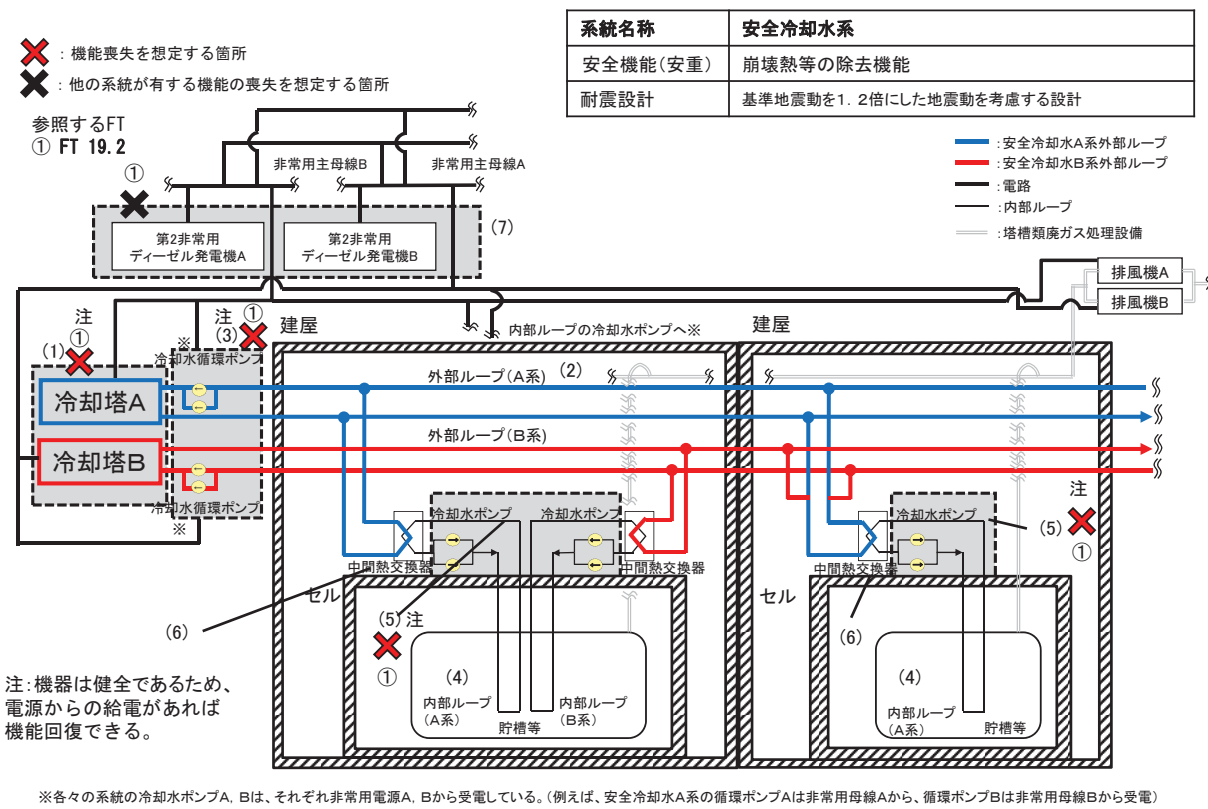 系統名称 安全冷却水系
安全機能(安重) 崩壊熱等の除去機能
耐震設計 基準地震動を1.2倍にした地震動を考慮する設計
:機能喪失を想定する箇所
:他の系統が有する機能の喪失を想定する箇所
参照するFT
① FT 19.2
:安全冷却水A系外部ループ
:安全冷却水B系外部ループ
:電路
:内部ループ
:塔槽類廃ガス処理設備
①
非常用主母線B
非常用主母線A
第2非常用
ディーゼル発電機A
第2非常用
ディーゼル発電機B
(7)
排風機A
排風機B
注
①
(1)
注
①
(3)
※
冷却水循環ポンプ
建屋
内部ループの冷却水ポンプへ※
建屋
冷却塔A
冷却塔B
冷却水循環ポンプ
※
外部ループ(A系)
(2)
外部ループ(B系)
冷却水ポンプ
冷却水ポンプ
中間熱交換器
中間熱交換器
セル
(6)
(5)注
①
(4)
内部ループ
(A系)
内部ループ
(B系)
貯槽等
冷却水ポンプ
注
(5)
①
中間熱交換器
セル
(6)
(4)
内部ループ
(A系)
貯槽等
注:機器は健全であるため、
電源からの給電があれば
機能回復できる。
※各々の系統の冷却水ポンプA, Bは、それぞれ非常用電源A, Bから受電している。(例えば、安全冷却水A系の循環ポンプAは非常用母線Aから、循環ポンプBは非常用母線Bから受電)